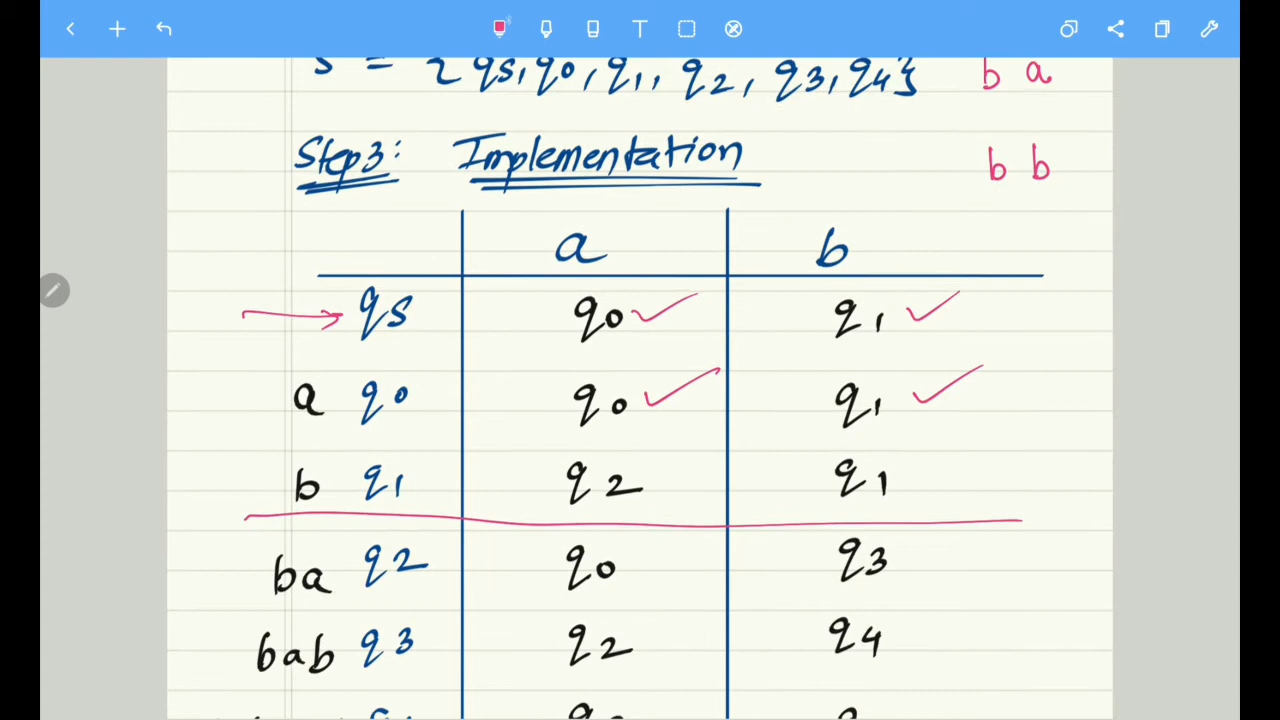 S = {qs, q0, q1, q2, q3, q4} b a
Step3: Implementation b b
a b
qs q0 q1
a q0 q0 q1
b q1 q2 q1
ba q2 q0 q3
bab q3 q2 q4